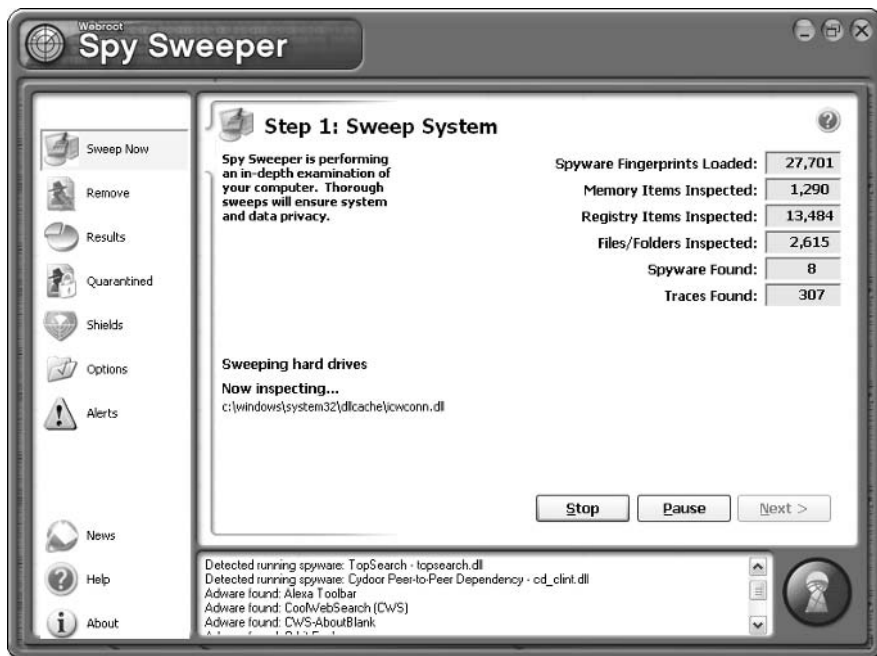 Webroot
Spy Sweeper
Sweep Now
Remove
Results
Quarantined
Shields
Options
Alerts
News
Help
About
Step 1: Sweep System
Spy Sweeper is performing
an in-depth examination of
your computer. Thorough
sweeps will ensure system
and data privacy.
Spyware Fingerprints Loaded: 27,701
Memory Items Inspected: 1,290
Registry Items Inspected: 13,484
Files/Folders Inspected: 2,615
Spyware Found: 8
Traces Found: 307
Sweeping hard drives
Now inspecting...
c:\windows\system32\dllcache\icwconn.dll
Stop Pause Next >
Detected running spyware: TopSearch - topsearch.dll
Detected running spyware: Cydoor Peer-to-Peer Dependency - cd_clint.dll
Adware found: Alexa Toolbar
Adware found: CoolWebSearch (CWS)
Adware found: CWS-AboutBlank